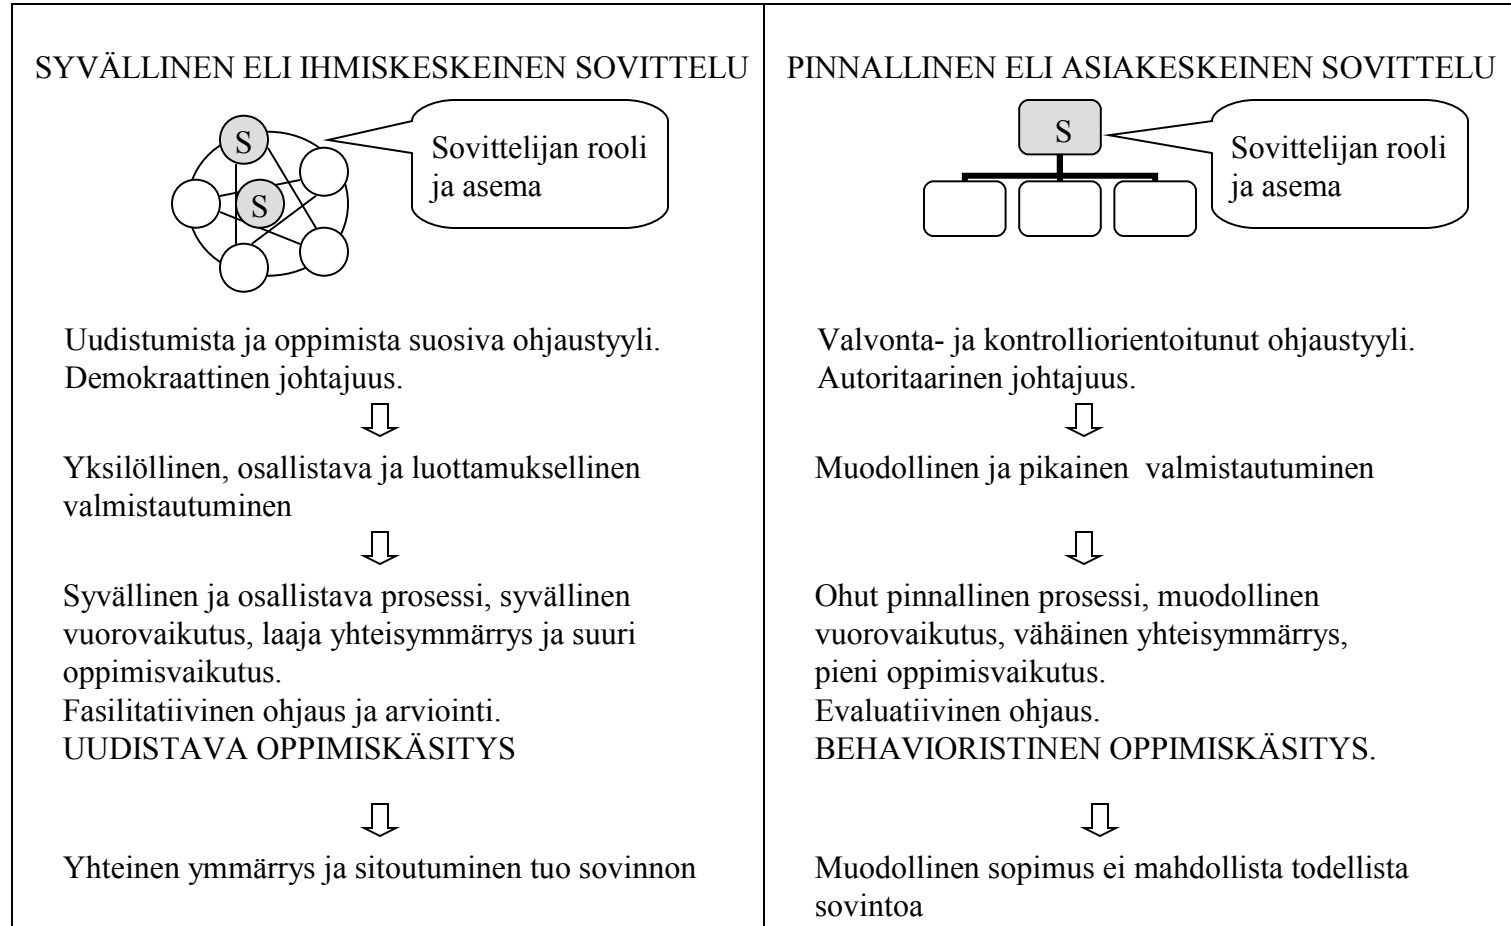 SYVÄLLINEN ELI IHMISKESKEINEN SOVITTELU
S
S
Sovittelijan rooli
ja asema
Uudistumista ja oppimista suosiva ohjaustyyli.
Demokraattinen johtajuus.
Yksilöllinen, osallistava ja luottamuksellinen
valmistautuminen
Syvällinen ja osallistava prosessi, syvällinen
vuorovaikutus, laaja yhteisymmärrys ja suuri
oppimisvaikutus.
Fasilitatiivinen ohjaus ja arviointi.
UUDISTAVA OPPIMISKÄSITYS
Yhteinen ymmärrys ja sitoutuminen tuo sovinnon
PINNALLINEN ELI ASIAKESKEINEN SOVITTELU
S
Sovittelijan rooli
ja asema
Valvonta- ja kontrolliorientoitunut ohjaustyyli.
Autoritaarinen johtajuus.
Muodollinen ja pikainen valmistautuminen
Ohut pinnallinen prosessi, muodollinen
vuorovaikutus, vähäinen yhteisymmärrys,
pieni oppimisvaikutus.
Evaluatiivinen ohjaus.
BEHAVIORISTINEN OPPIMISKÄSITYS.
Muodollinen sopimus ei mahdollista todellista
sovintoa